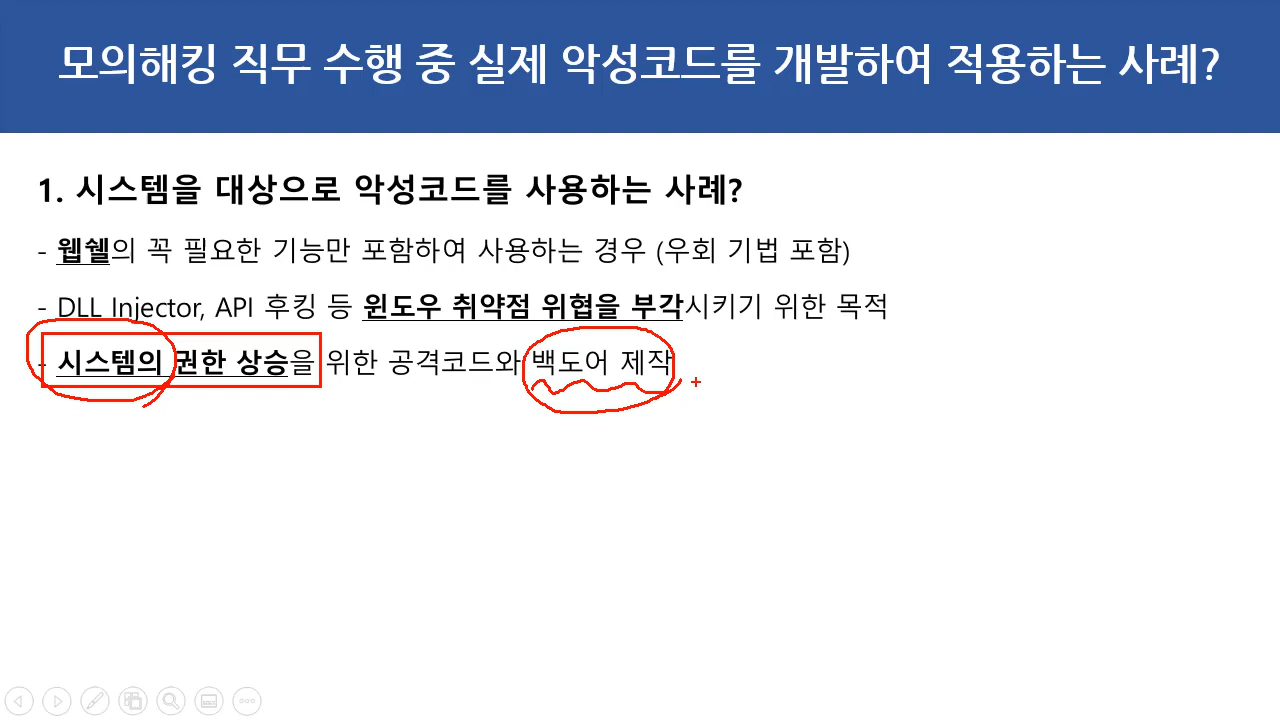 모의해킹 직무 수행 중 실제 악성코드를 개발하여 적용하는 사례?
1. 시스템을 대상으로 악성코드를 사용하는 사례?
- 웹쉘의 꼭 필요한 기능만 포함하여 사용하는 경우 (우회 기법 포함)
- DLL Injector, API 후킹 등 윈도우 취약점 위협을 부각시키기 위한 목적
- 시스템의 권한 상승을 위한 공격코드와 백도어 제작